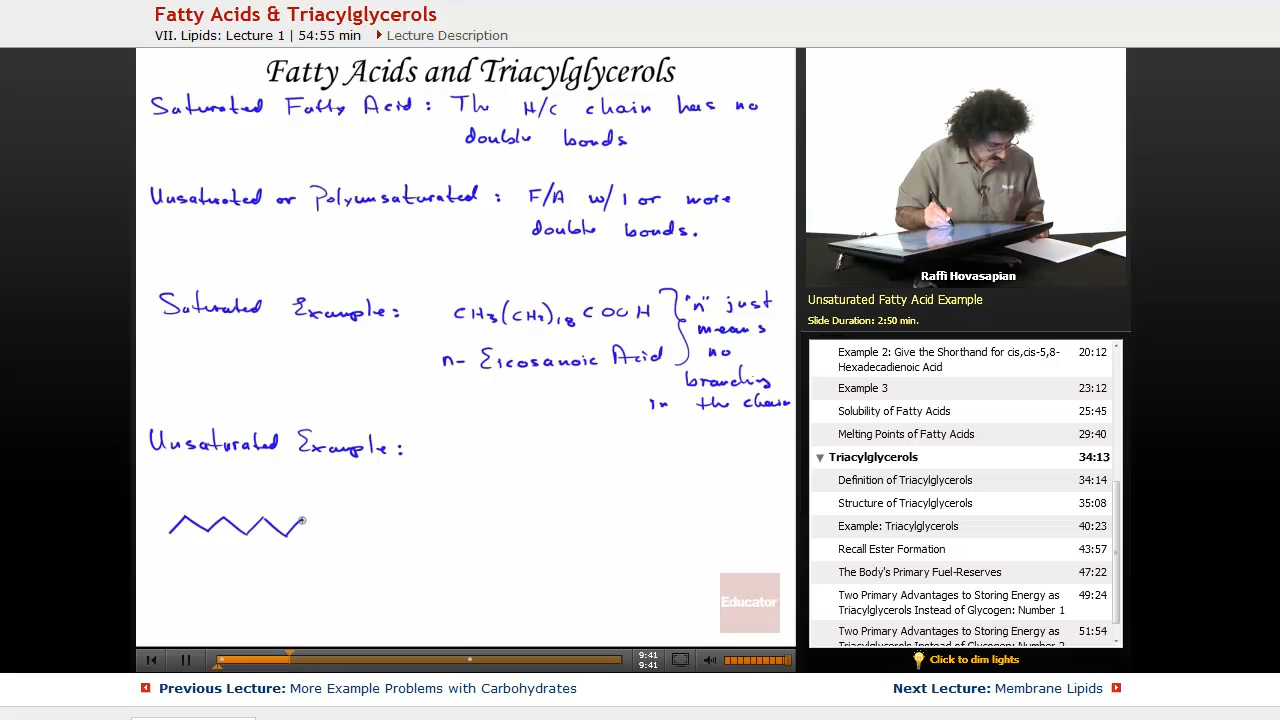 Fatty Acids & Triacylglycerols
VII. Lipids: Lecture 1 | 54:55 min
Lecture Description
Fatty Acids and Triacylglycerols
Saturated Fatty Acid : The H/C chain has no
double bonds
Unsaturated or Polyunsaturated : F/A w/ 1 or more
double bonds.
Saturated Example : CH3(CH2)18COOH
n- Eicosanoic Acid
"n" just
means
no
branching
in the chain
Unsaturated Example :
Educator
9:41
9:41
Raffi Hovasapian
Unsaturated Fatty Acid Example
Slide Duration: 2:50 min.
Example 2: Give the Shorthand for cis,cis-5,8-
Hexadecadienoic Acid 20:12
Example 3 23:12
Solubility of Fatty Acids 25:45
Melting Points of Fatty Acids 29:40
Triacylglycerols 34:13
Definition of Triacylglycerols 34:14
Structure of Triacylglycerols 35:08
Example: Triacylglycerols 40:23
Recall Ester Formation 43:57
The Body's Primary Fuel-Reserves 47:22
Two Primary Advantages to Storing Energy as
Triacylglycerols Instead of Glycogen: Number 1 49:24
Two Primary Advantages to Storing Energy as
Triacylglycerols Instead of Glycogen: Number 2 51:54
Click to dim lights
Previous Lecture: More Example Problems with Carbohydrates
Next Lecture: Membrane Lipids